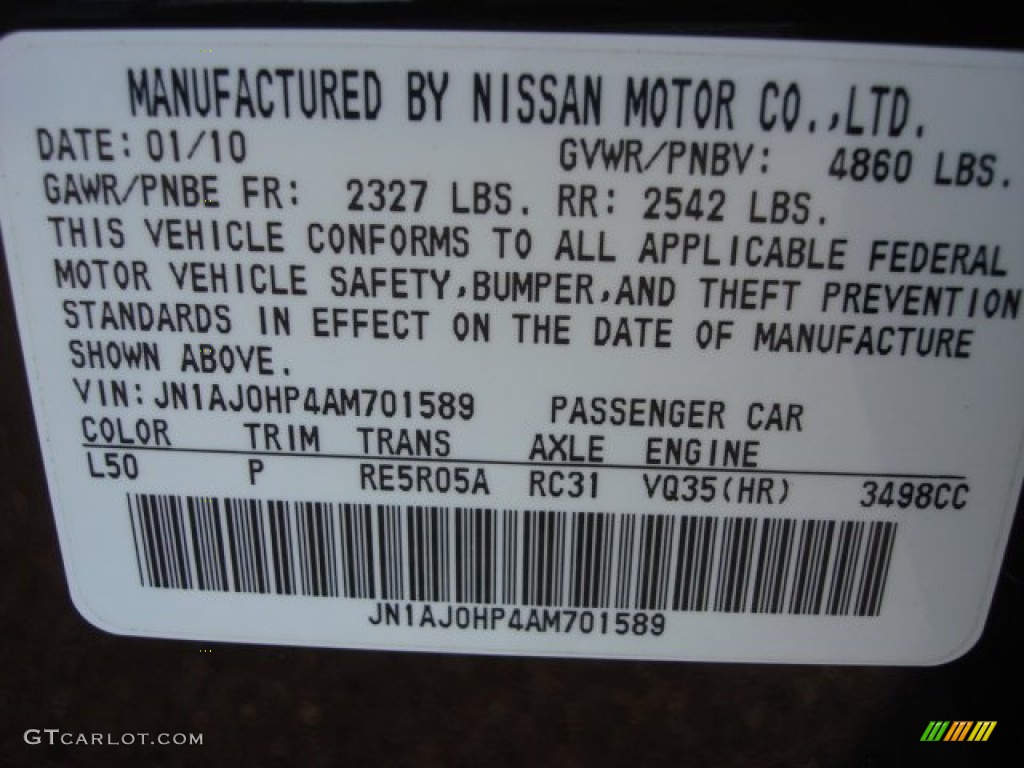 MANUFACTURED BY NISSAN MOTOR CO.,LTD.
DATE: 01/10 GVWR/PNBV: 4860 LBS.
GAWR/PNBE FR: 2327 LBS. RR: 2542 LBS.
THIS VEHICLE CONFORMS TO ALL APPLICABLE FEDERAL
MOTOR VEHICLE SAFETY,BUMPER,AND THEFT PREVENTION
STANDARDS IN EFFECT ON THE DATE OF MANUFACTURE
SHOWN ABOVE.
VIN:JN1AJ0HP4AM701589 PASSENGER CAR
COLOR TRIM TRANS AXLE ENGINE
L50 P RE5R05A RC31 VQ35(HR) 3498CC
JN1AJ0HP4AM701589
GTCARLOT.COM